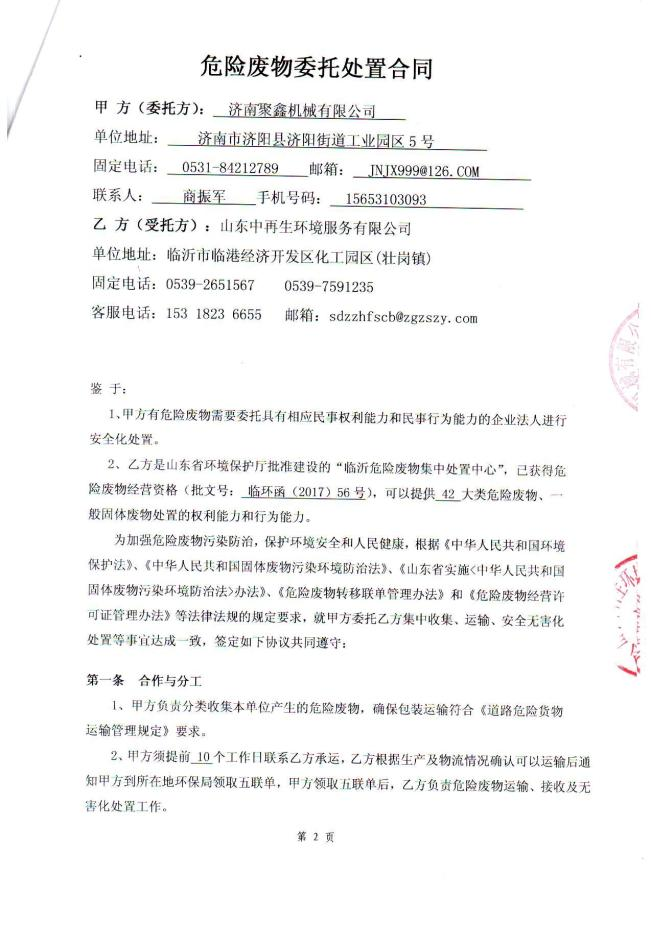 危险废物委托处置合同
甲 方（委托方）： 济南聚鑫机械有限公司
单位地址： 济南市济阳县济阳街道工业园区 5 号
固定电话： 0531-84212789 邮箱： JNJX999@126.COM
联系人： 商振军 手机号码： 15653103093
乙 方（受托方）：山东中再生环境服务有限公司
单位地址：临沂市临港经济开发区化工园区(壮岗镇)
固定电话：0539-2651567 0539-7591235
客服电话：153 1823 6655 邮箱：sdzzhfscb@zgzszy.com
鉴 于：
1、甲方有危险废物需要委托具有相应民事权利能力和民事行为能力的企业法人进行
安全化处置。
2、乙方是山东省环境保护厅批准建设的“临沂危险废物集中处置中心”，已获得危
险废物经营资格（批文号： 临环函（2017）56 号），可以提供 42 大类危险废物、一
般固体废物处置的权利能力和行为能力。
为加强危险废物污染防治，保护环境安全和人民健康，根据《中华人民共和国环境
保护法》、《中华人民共和国固体废物污染环境防治法》、《山东省实施<中华人民共和国
固体废物污染环境防治法>办法》、《危险废物转移联单管理办法》和《危险废物经营许
可证管理办法》等法律法规的规定要求，就甲方委托乙方集中收集、运输、安全无害化
处置等事宜达成一致，签定如下协议共同遵守：
第一条 合作与分工
1、甲方负责分类收集本单位产生的危险废物，确保包装运输符合《道路危险货物
运输管理规定》要求。
2、甲方须提前 10 个工作日联系乙方承运，乙方根据生产及物流情况确认可以运输后通
知甲方到所在地环保局领取五联单，甲方领取五联单后，乙方负责危险废物运输、接收及无
害化处置工作。
第 2 页